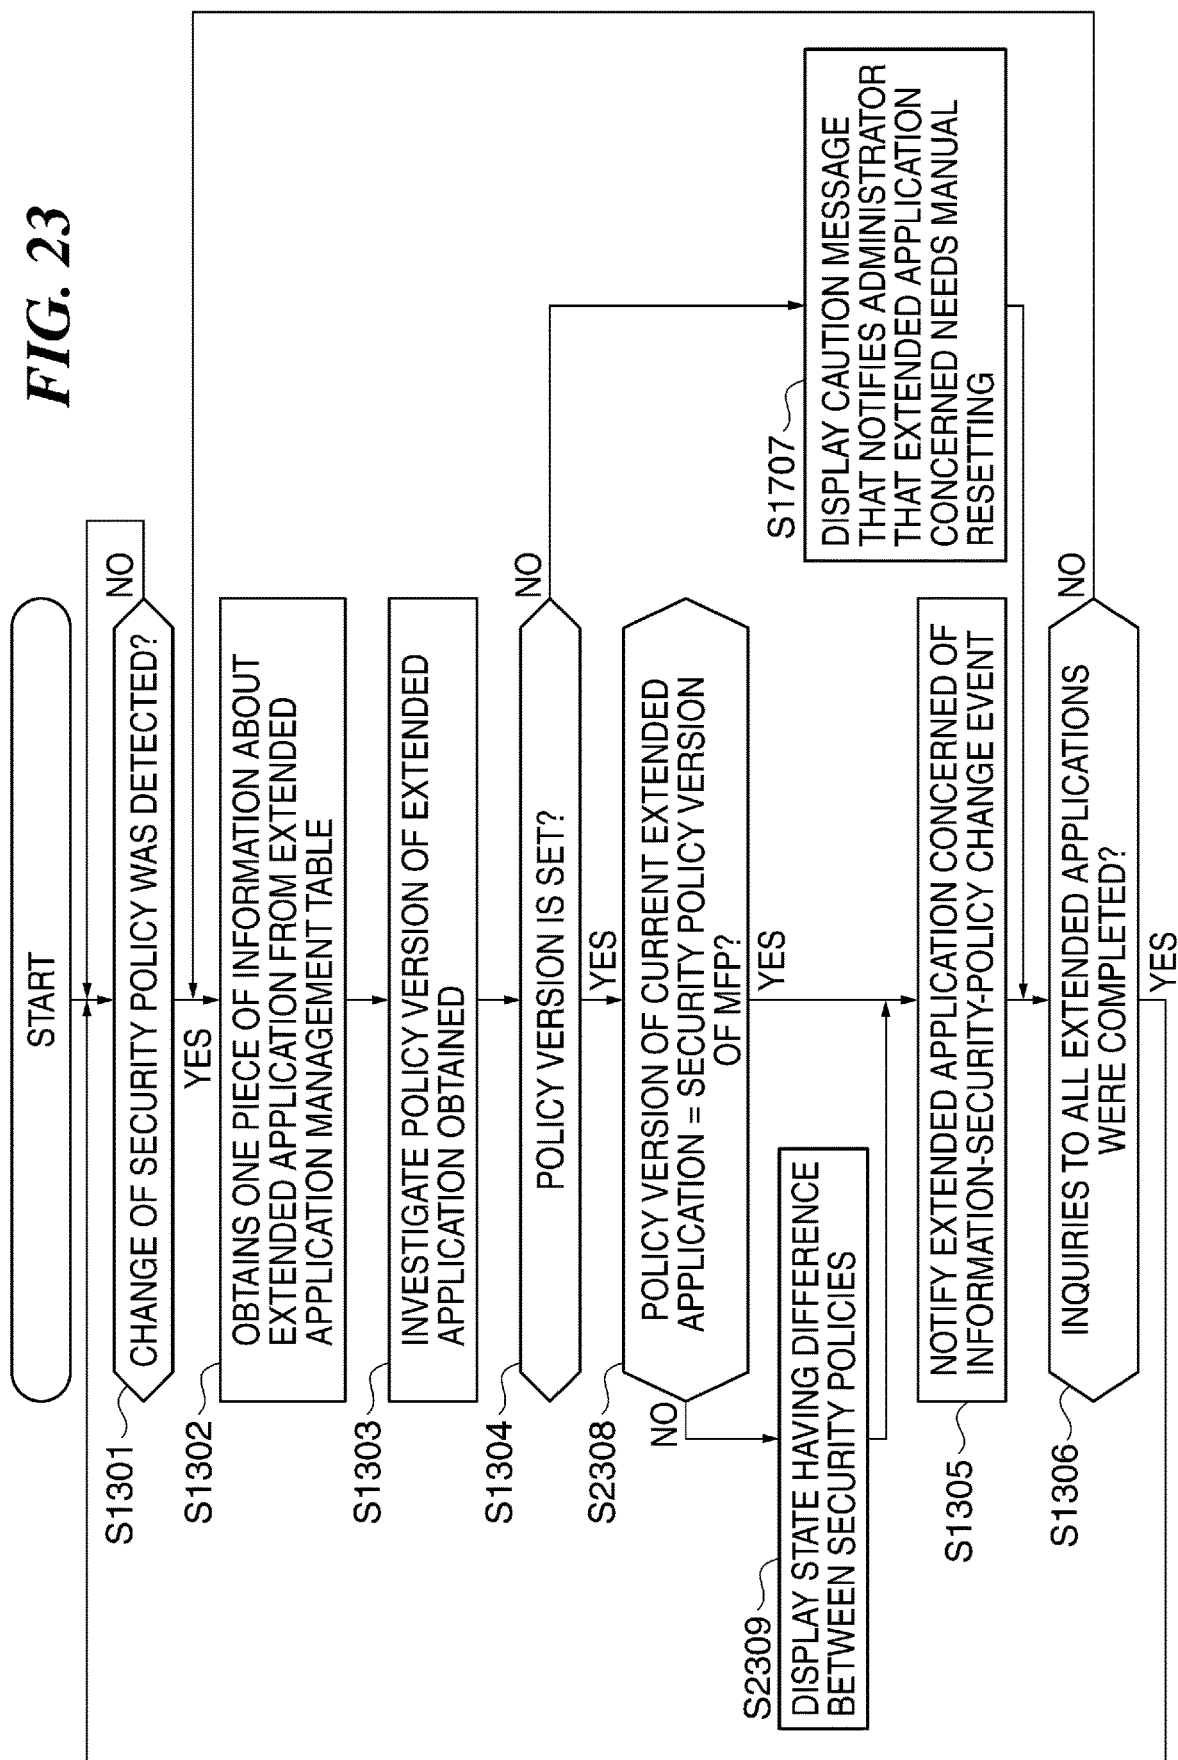 FIG. 23
START
S1301
CHANGE OF SECURITY POLICY WAS DETECTED?
NO
YES
S1302
OBTAINS ONE PIECE OF INFORMATION ABOUT
EXTENDED APPLICATION FROM EXTENDED
APPLICATION MANAGEMENT TABLE
S1303
INVESTIGATE POLICY VERSION OF EXTENDED
APPLICATION OBTAINED
S1304
POLICY VERSION IS SET?
NO
YES
S2308
POLICY VERSION OF CURRENT EXTENDED
APPLICATION = SECURITY POLICY VERSION
OF MFP?
NO
YES
S2309
DISPLAY STATE HAVING DIFFERENCE
BETWEEN SECURITY POLICIES
S1707
DISPLAY CAUTION MESSAGE
THAT NOTIFIES ADMINISTRATOR
THAT EXTENDED APPLICATION
CONCERNED NEEDS MANUAL
RESETTING
S1305
NOTIFY EXTENDED APPLICATION CONCERNED OF
INFORMATION-SECURITY-POLICY CHANGE EVENT
S1306
INQUIRIES TO ALL EXTENDED APPLICATIONS
WERE COMPLETED?
NO
YES